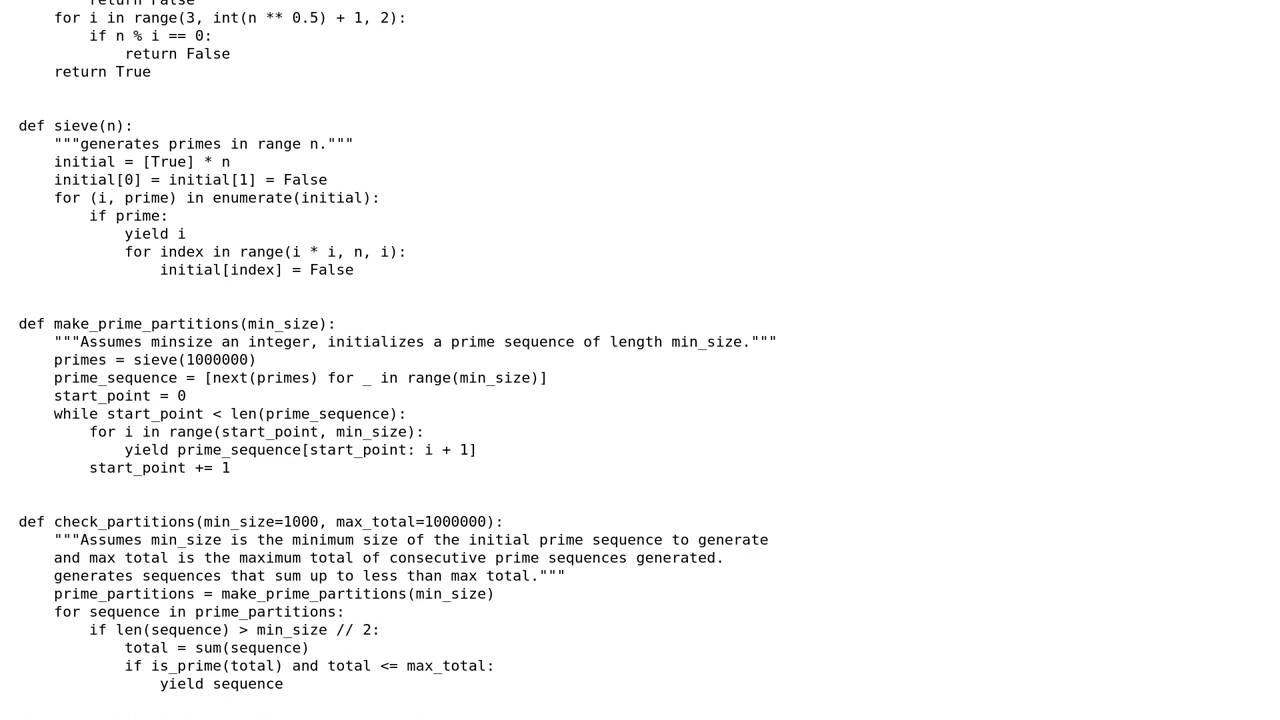 return False
    for i in range(3, int(n ** 0.5) + 1, 2):
        if n % i == 0:
            return False
    return True


def sieve(n):
    """generates primes in range n."""
    initial = [True] * n
    initial[0] = initial[1] = False
    for (i, prime) in enumerate(initial):
        if prime:
            yield i
            for index in range(i * i, n, i):
                initial[index] = False


def make_prime_partitions(min_size):
    """Assumes minsize an integer, initializes a prime sequence of length min_size."""
    primes = sieve(1000000)
    prime_sequence = [next(primes) for _ in range(min_size)]
    start_point = 0
    while start_point < len(prime_sequence):
        for i in range(start_point, min_size):
            yield prime_sequence[start_point: i + 1]
        start_point += 1


def check_partitions(min_size=1000, max_total=1000000):
    """Assumes min_size is the minimum size of the initial prime sequence to generate
    and max total is the maximum total of consecutive prime sequences generated.
    generates sequences that sum up to less than max total."""
    prime_partitions = make_prime_partitions(min_size)
    for sequence in prime_partitions:
        if len(sequence) > min_size // 2:
            total = sum(sequence)
            if is_prime(total) and total <= max_total:
                yield sequence